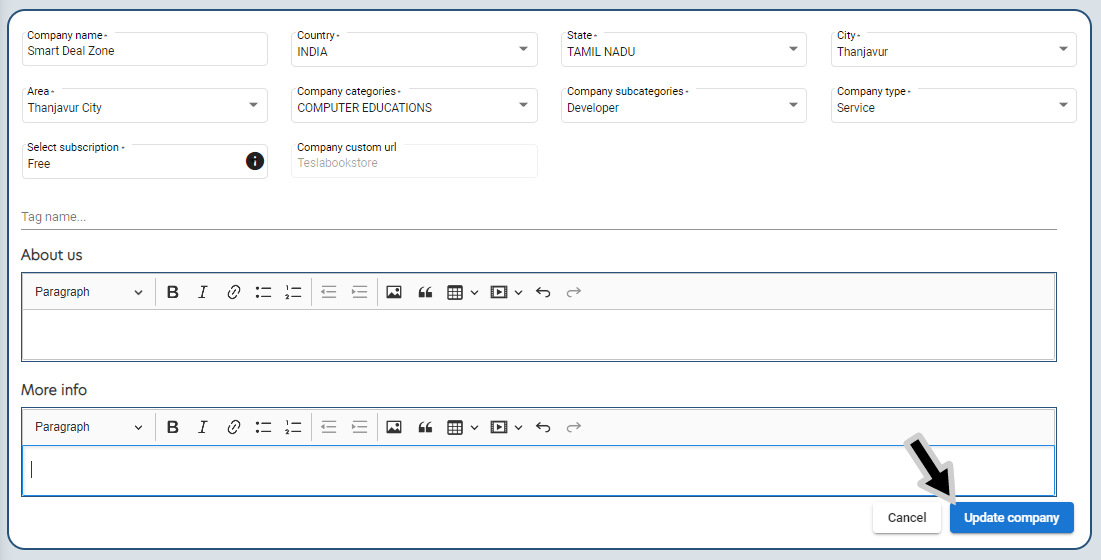 Company name *
Smart Deal Zone
Country *
INDIA
State *
TAMIL NADU
City *
Thanjavur
Area *
Thanjavur City
Company categories *
COMPUTER EDUCATIONS
Company subcategories *
Developer
Company type *
Service
Select subscription *
Free
Company custom url
Teslabookstore
Tag name...
About us
Paragraph
More info
Paragraph
Cancel
Update company